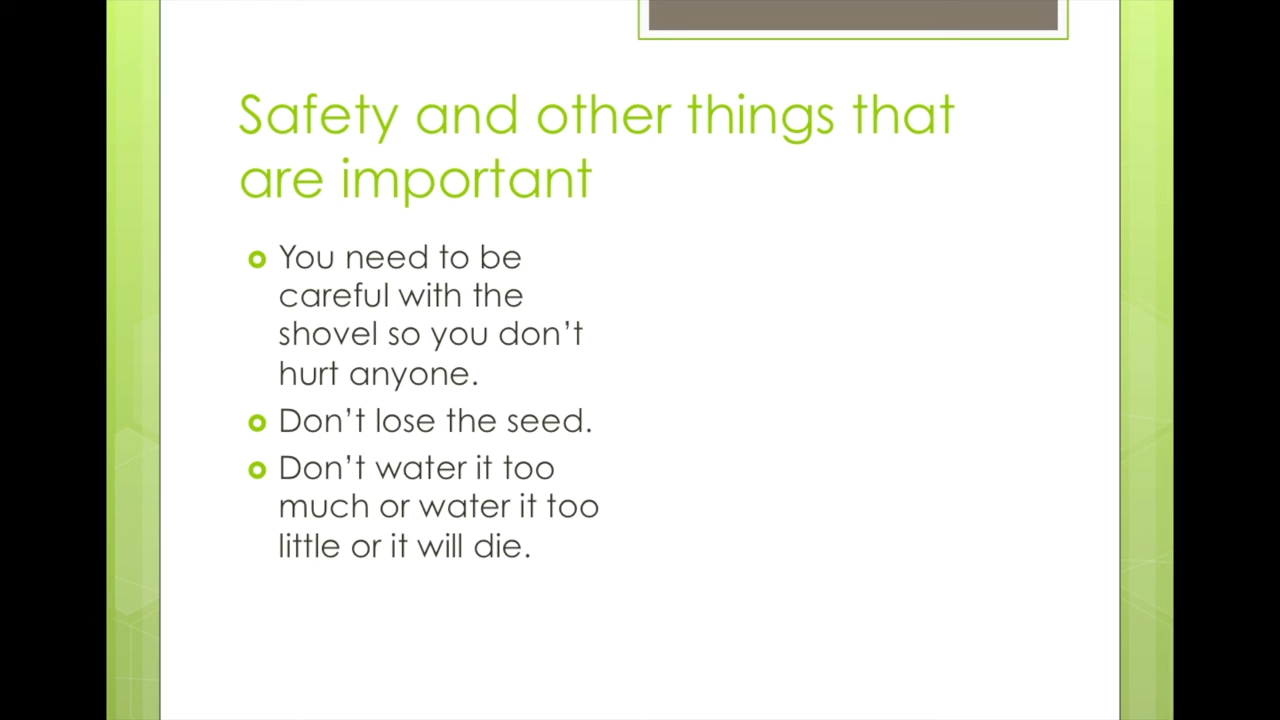 Safety and other things that
are important
You need to be
careful with the
shovel so you don’t
hurt anyone.
Don’t lose the seed.
Don’t water it too
much or water it too
little or it will die.